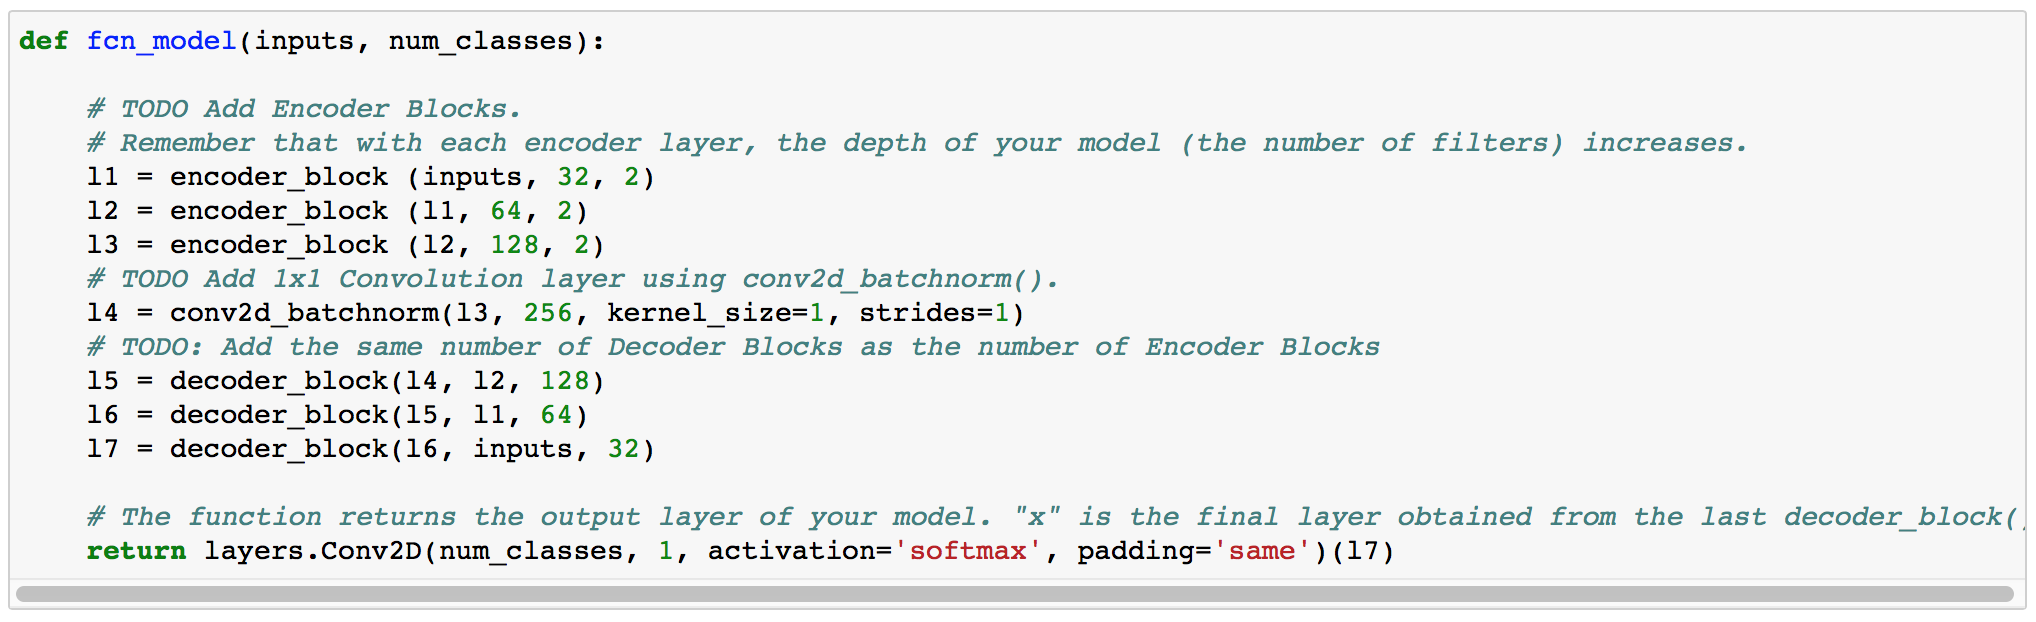 def fcn_model(inputs, num_classes):
# TODO Add Encoder Blocks.
# Remember that with each encoder layer, the depth of your model (the number of filters) increases.
l1 = encoder_block (inputs, 32, 2)
l2 = encoder_block (l1, 64, 2)
l3 = encoder_block (l2, 128, 2)
# TODO Add 1x1 Convolution layer using conv2d_batchnorm().
l4 = conv2d_batchnorm(l3, 256, kernel_size=1, strides=1)
# TODO: Add the same number of Decoder Blocks as the number of Encoder Blocks
l5 = decoder_block(l4, l2, 128)
l6 = decoder_block(l5, l1, 64)
l7 = decoder_block(l6, inputs, 32)
# The function returns the output layer of your model. "x" is the final layer obtained from the last decoder_block()
return layers.Conv2D(num_classes, 1, activation='softmax', padding='same')(l7)